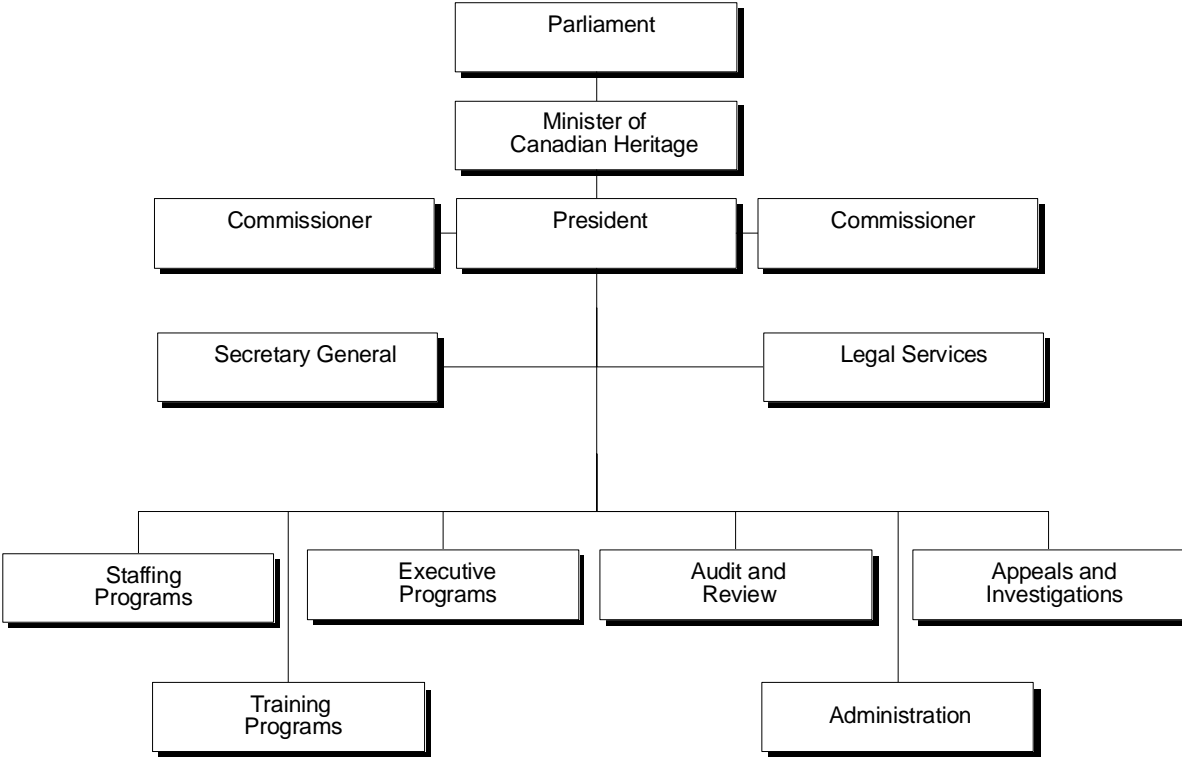 Parliament
Minister of
Canadian Heritage
Commissioner
President
Commissioner
Secretary General
Legal Services
Staffing
Programs
Executive
Programs
Audit and
Review
Appeals and
Investigations
Training
Programs
Administration